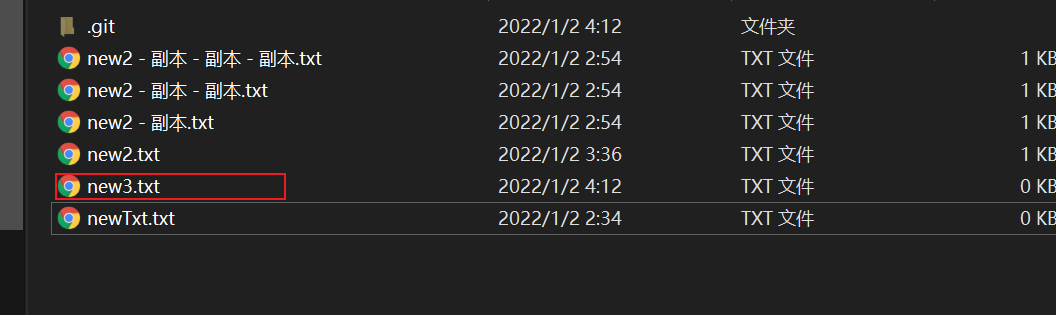 .git 2022/1/2 4:12 文件夹
new2 - 副本 - 副本 - 副本.txt 2022/1/2 2:54 TXT 文件 1 KB
new2 - 副本 - 副本.txt 2022/1/2 2:54 TXT 文件 1 KB
new2 - 副本.txt 2022/1/2 2:54 TXT 文件 1 KB
new2.txt 2022/1/2 3:36 TXT 文件 1 KB
new3.txt 2022/1/2 4:12 TXT 文件 0 KB
newTxt.txt 2022/1/2 2:34 TXT 文件 0 KB